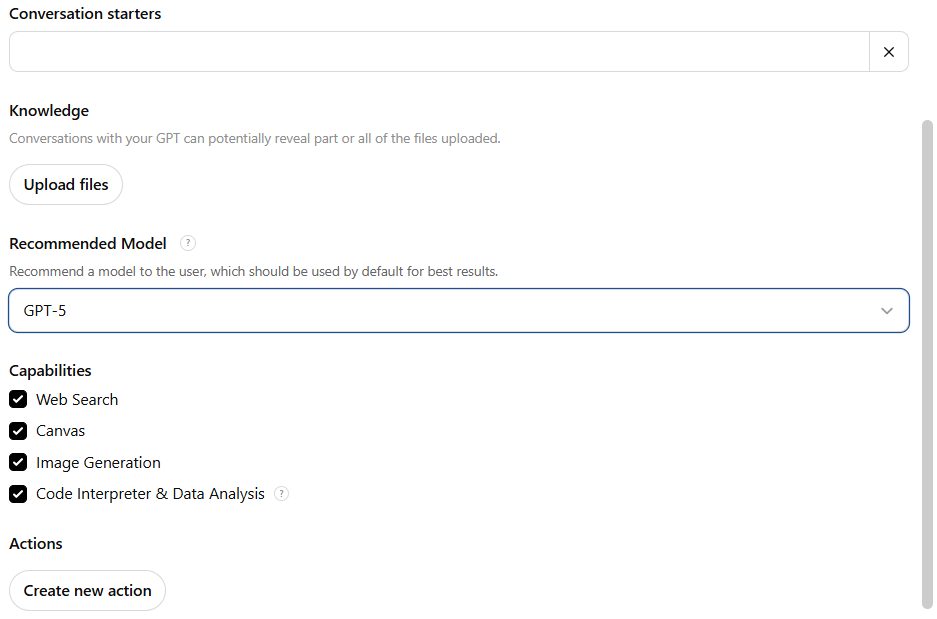 Conversation starters
Knowledge
Conversations with your GPT can potentially reveal part or all of the files uploaded.
Upload files
Recommended Model ?
Recommend a model to the user, which should be used by default for best results.
GPT-5
Capabilities
Web Search
Canvas
Image Generation
Code Interpreter & Data Analysis ?
Actions
Create new action